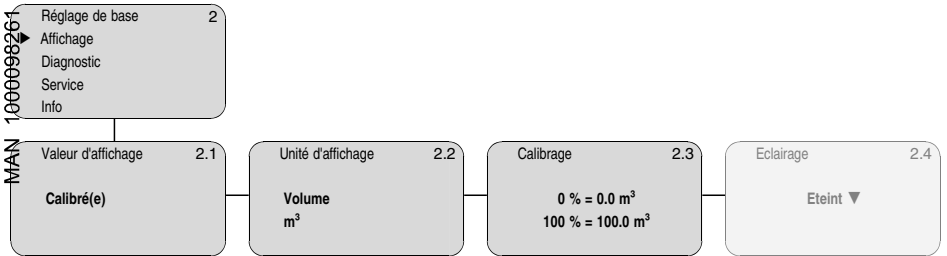 MAN 1000098261
Réglage de base 2
▶ Affichage
Diagnostic
Service
Info
Valeur d'affichage 2.1
Calibré(e)
Unité d'affichage 2.2
Volume
m³
Calibrage 2.3
0 % = 0.0 m³
100 % = 100.0 m³
Eclairage 2.4
Eteint ▼